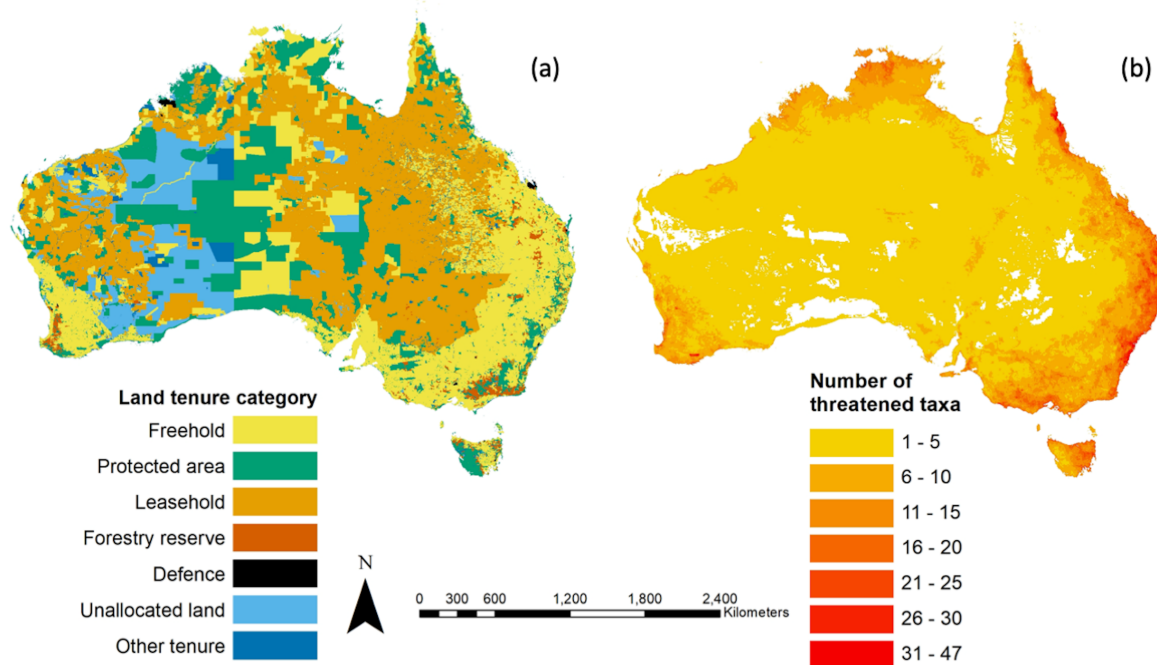 (a)
(b)
Land tenure category
Freehold
Protected area
Leasehold
Forestry reserve
Defence
Unallocated land
Other tenure
N
0 300 600 1,200 1,800 2,400
Kilometers
Number of
threatened taxa
1 - 5
6 - 10
11 - 15
16 - 20
21 - 25
26 - 30
31 - 47